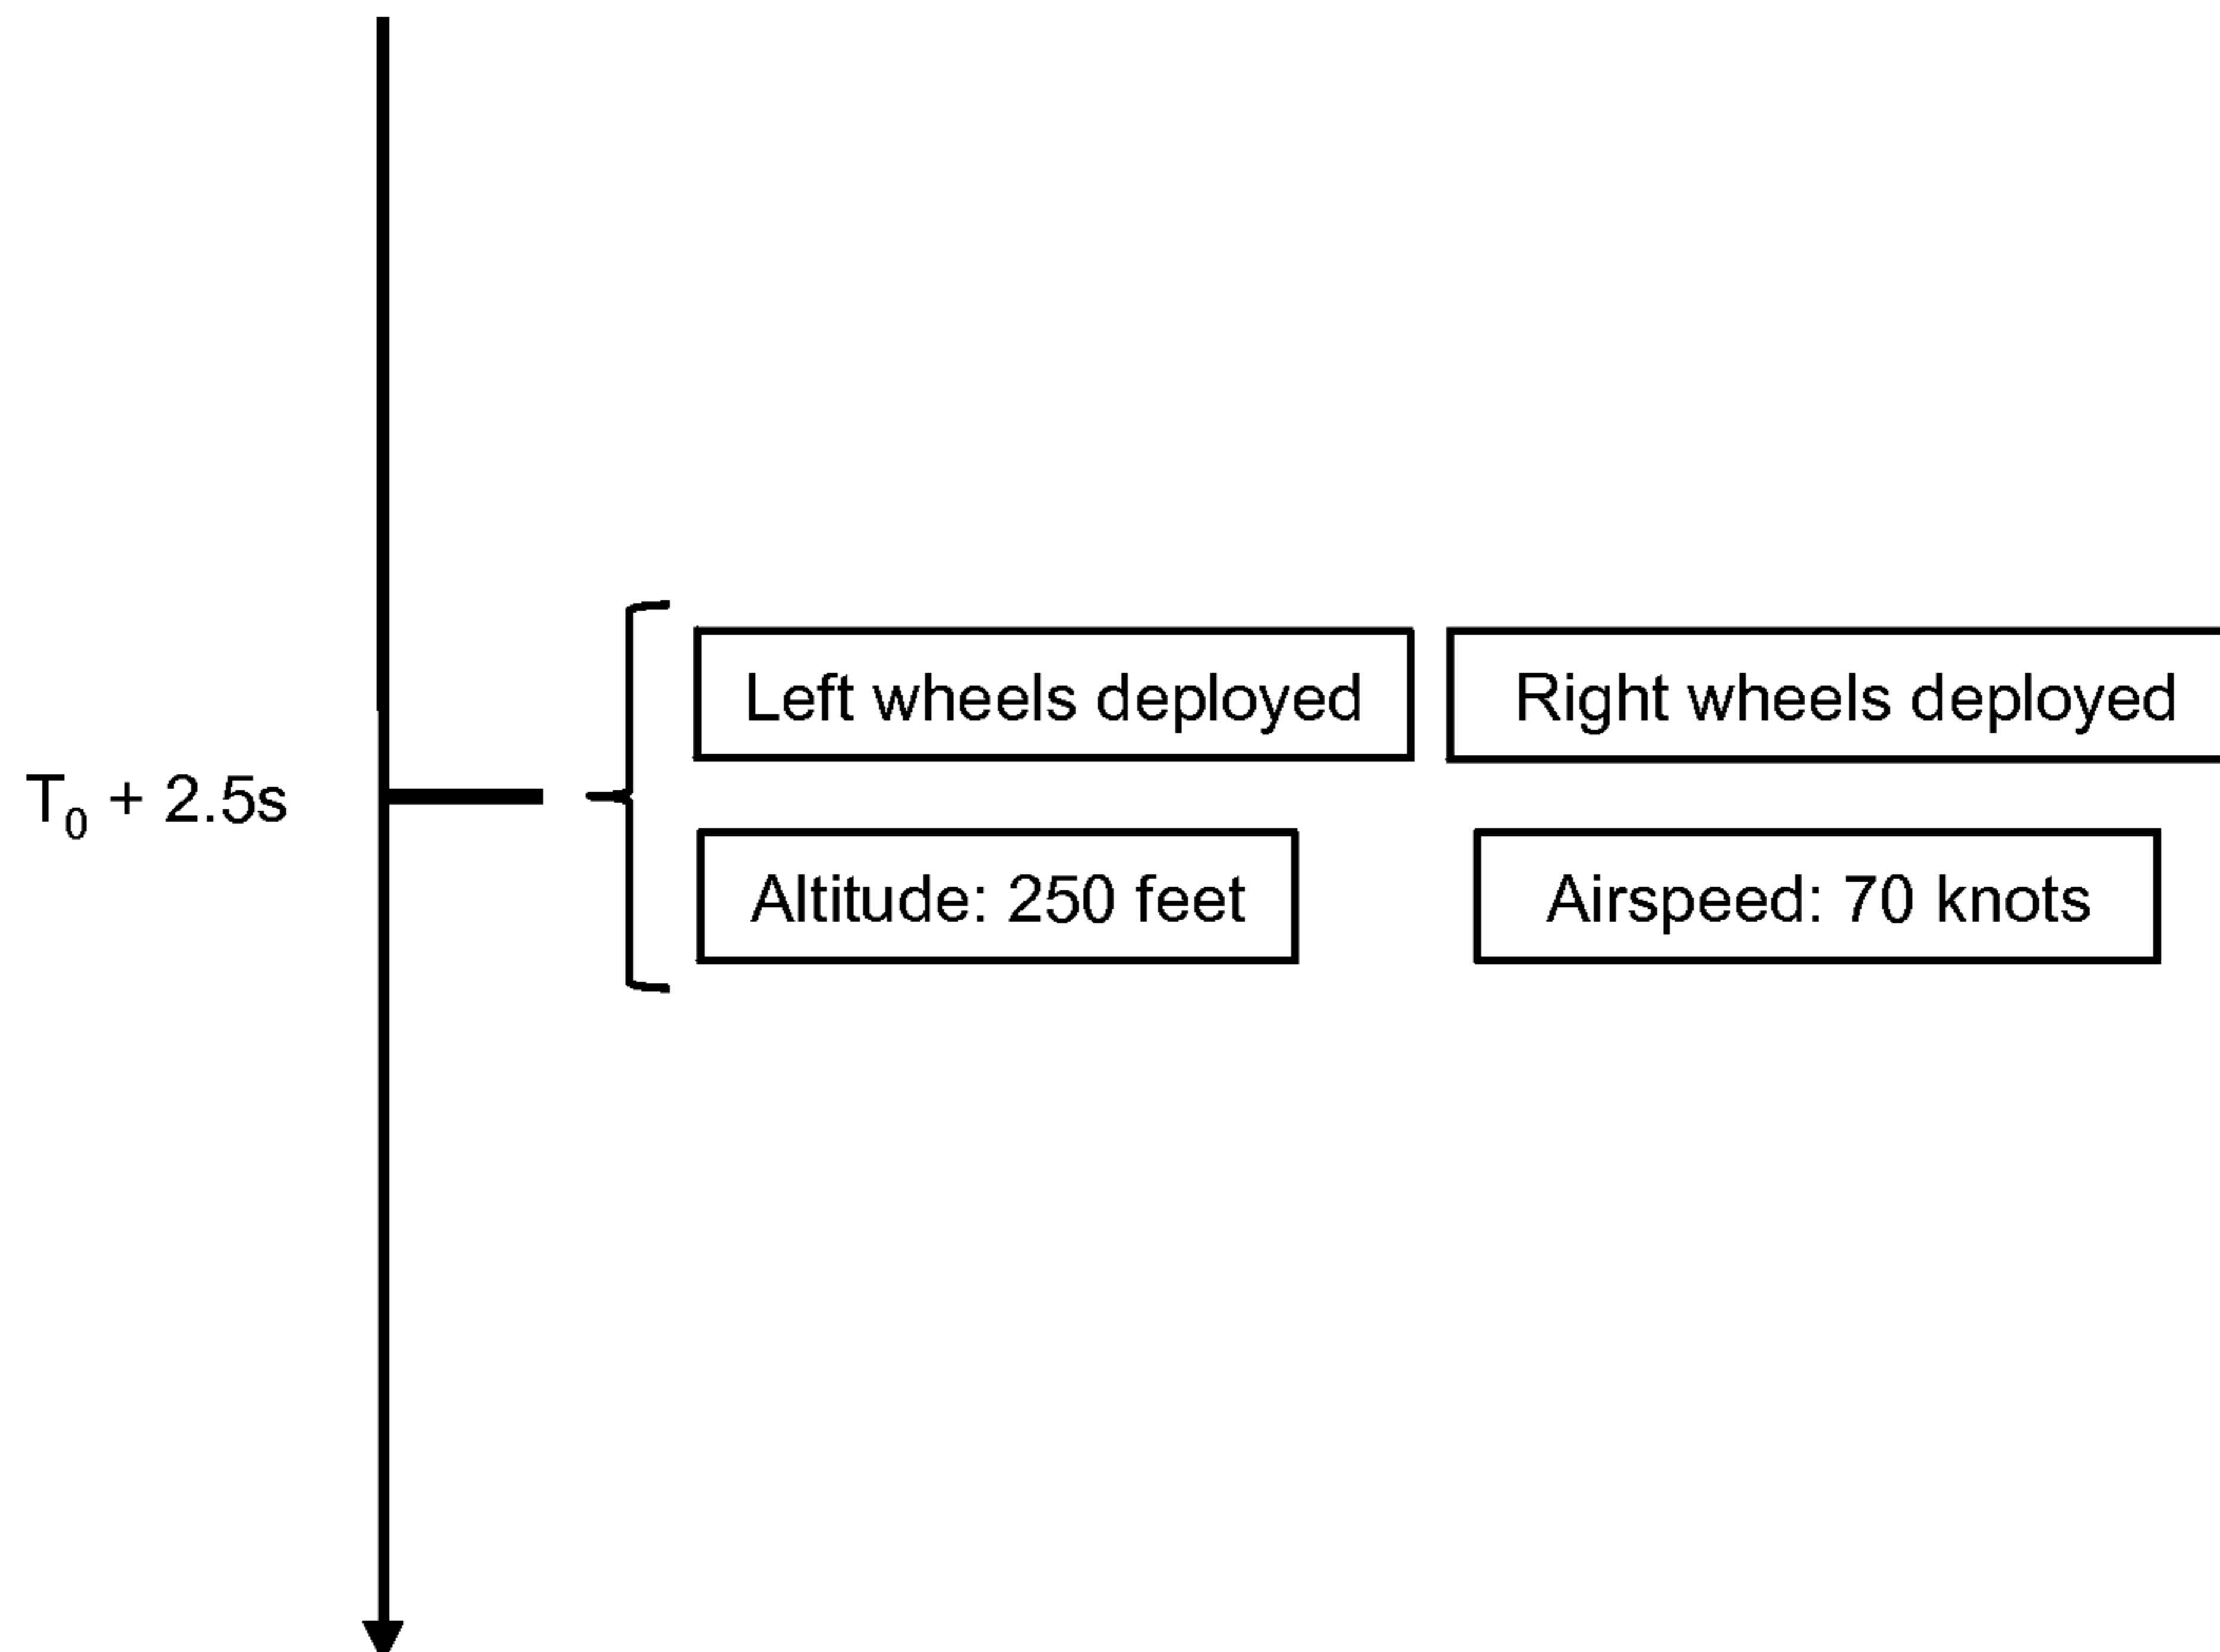 Left wheels deployed
Right wheels deployed
T₀ + 2.5s
Altitude: 250 feet
Airspeed: 70 knots